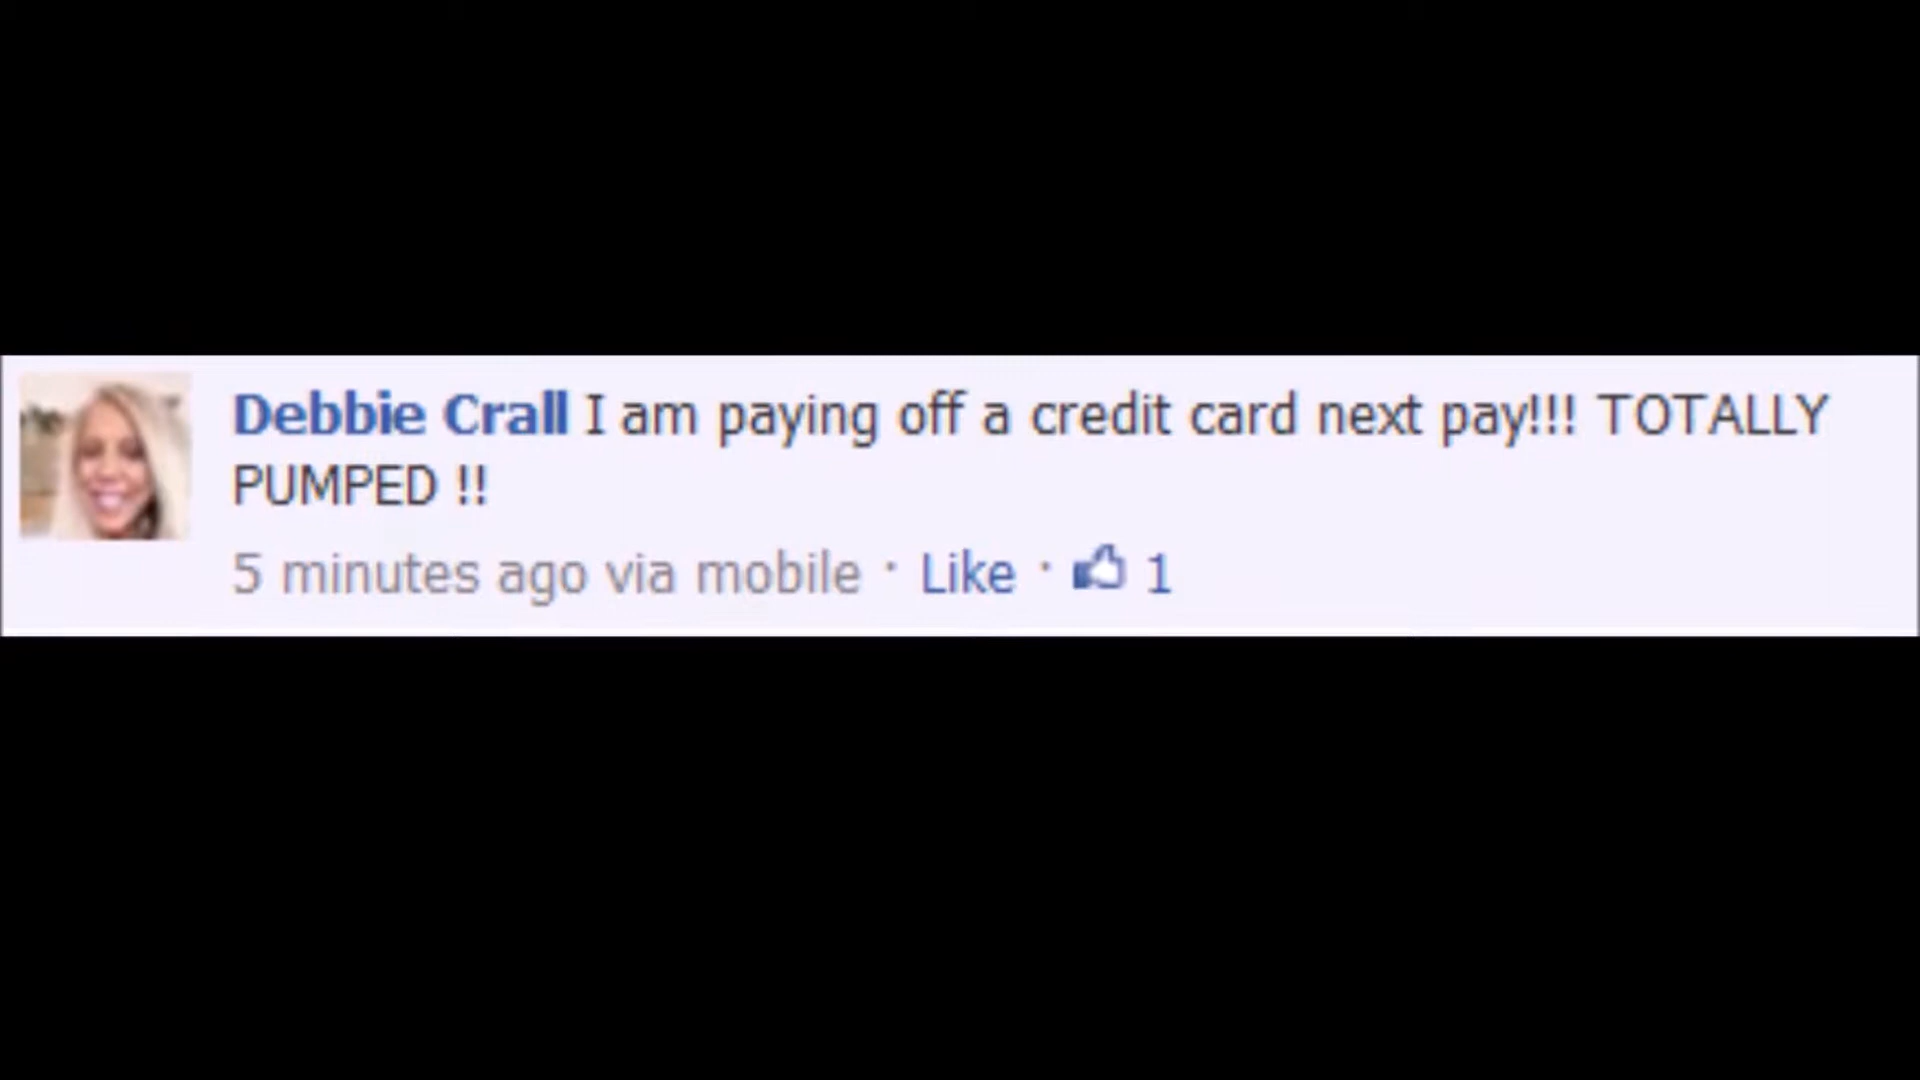 Debbie Crall I am paying off a credit card next pay!!! TOTALLY
PUMPED !!
5 minutes ago via mobile · Like · 1